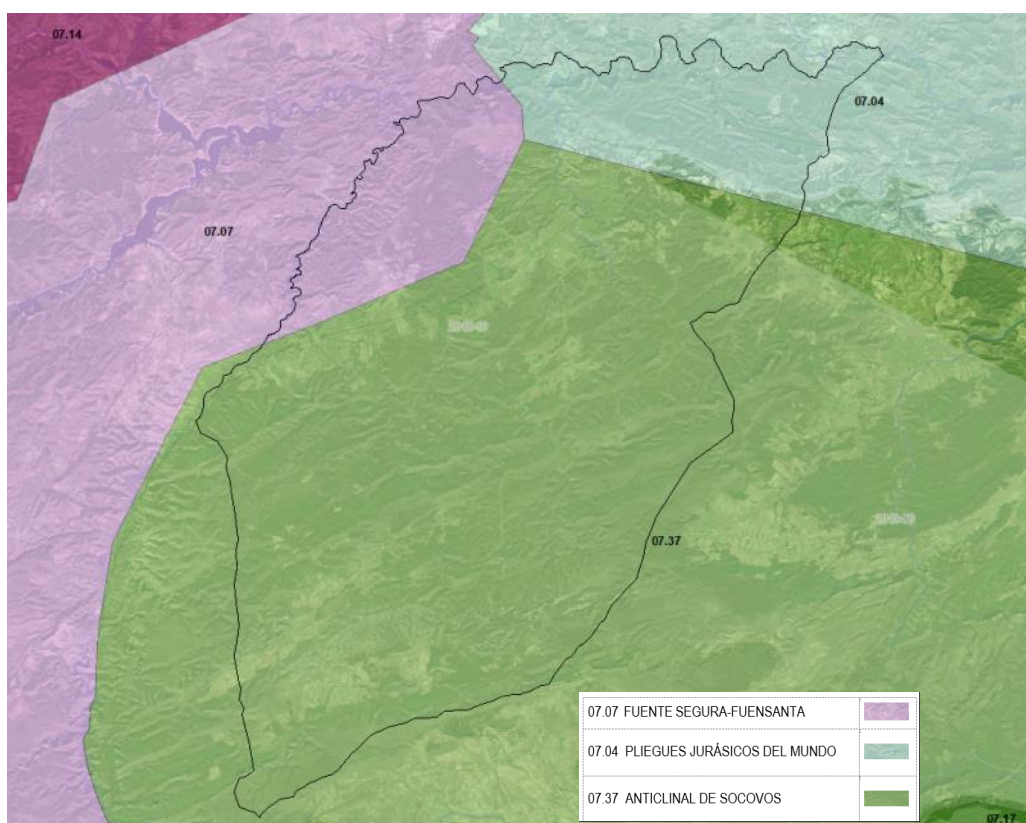 07.14
07.04
07.07
07.37
07.07 FUENTE SEGURA-FUENSANTA
07.04 PLIEGUES JURÁSICOS DEL MUNDO
07.37 ANTICLINAL DE SOCOVOS
07.17